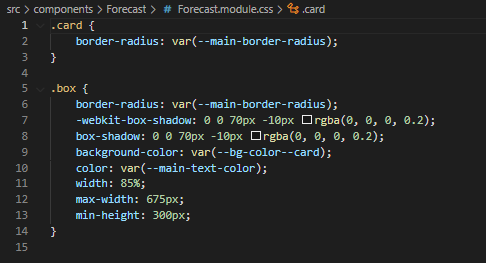 src > components > Forecast > Forecast.module.css > .card
1 .card {
2     border-radius: var(--main-border-radius);
3 }
4
5 .box {
6     border-radius: var(--main-border-radius);
7     -webkit-box-shadow: 0 0 70px -10px rgba(0, 0, 0, 0.2);
8     box-shadow: 0 0 70px -10px rgba(0, 0, 0, 0.2);
9     background-color: var(--bg-color--card);
10     color: var(--main-text-color);
11     width: 85%;
12     max-width: 675px;
13     min-height: 300px;
14 }
15